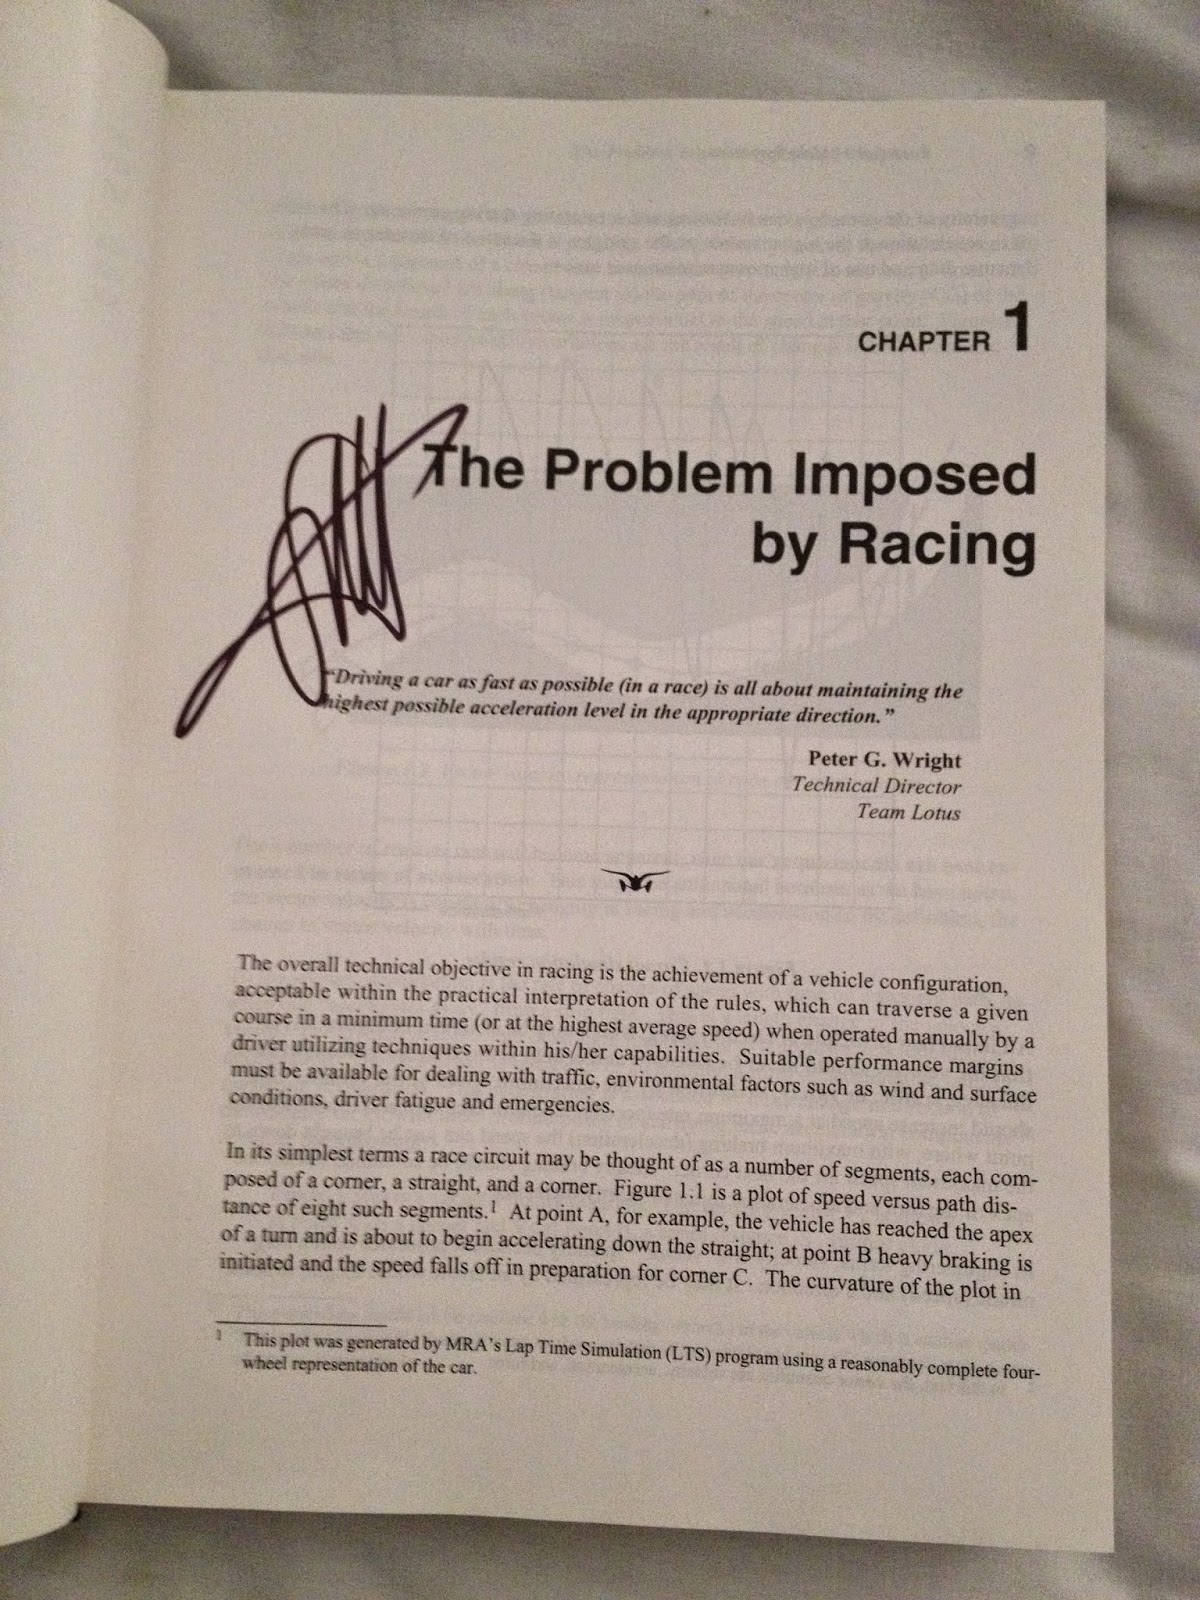 CHAPTER 1
The Problem Imposed
by Racing
“Driving a car as fast as possible (in a race) is all about maintaining the
highest possible acceleration level in the appropriate direction.”
Peter G. Wright
Technical Director
Team Lotus
The overall technical objective in racing is the achievement of a vehicle configuration,
acceptable within the practical interpretation of the rules, which can traverse a given
course in a minimum time (or at the highest average speed) when operated manually by a
driver utilizing techniques within his/her capabilities.  Suitable performance margins
must be available for dealing with traffic, environmental factors such as wind and surface
conditions, driver fatigue and emergencies.
In its simplest terms a race circuit may be thought of as a number of segments, each com-
posed of a corner, a straight, and a corner.  Figure 1.1 is a plot of speed versus path dis-
tance of eight such segments.1  At point A, for example, the vehicle has reached the apex
of a turn and is about to begin accelerating down the straight; at point B heavy braking is
initiated and the speed falls off in preparation for corner C.  The curvature of the plot in
1 This plot was generated by MRA’s Lap Time Simulation (LTS) program using a reasonably complete four-
wheel representation of the car.